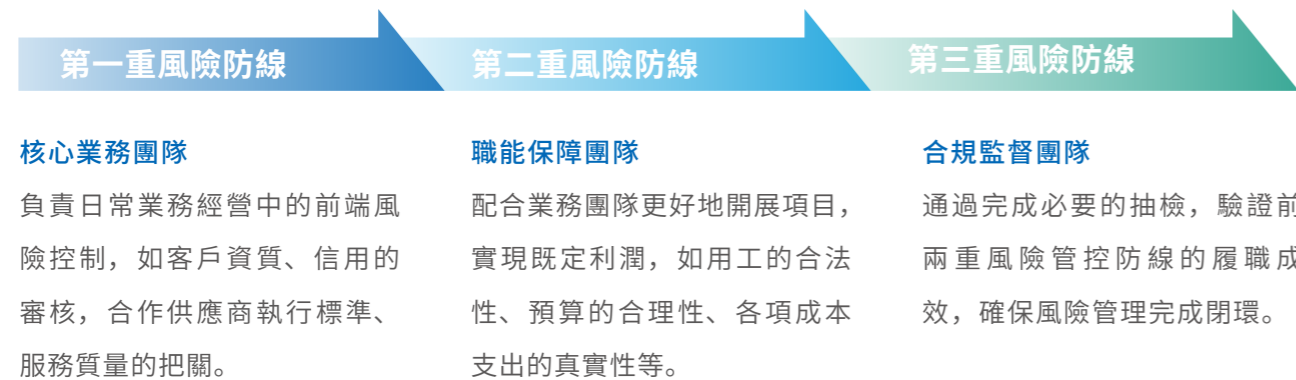 第一重風險防線
第二重風險防線
第三重風險防線
核心業務團隊
負責日常業務經營中的前端風
險控制，如客戶資質、信用的
審核，合作供應商執行標準、
服務質量的把關。
職能保障團隊
配合業務團隊更好地開展項目，
實現既定利潤，如用工的合法
性、預算的合理性、各項成本
支出的真實性等。
合規監督團隊
通過完成必要的抽檢，驗證前
兩重風險管控防線的履職成
效，確保風險管理完成閉環。